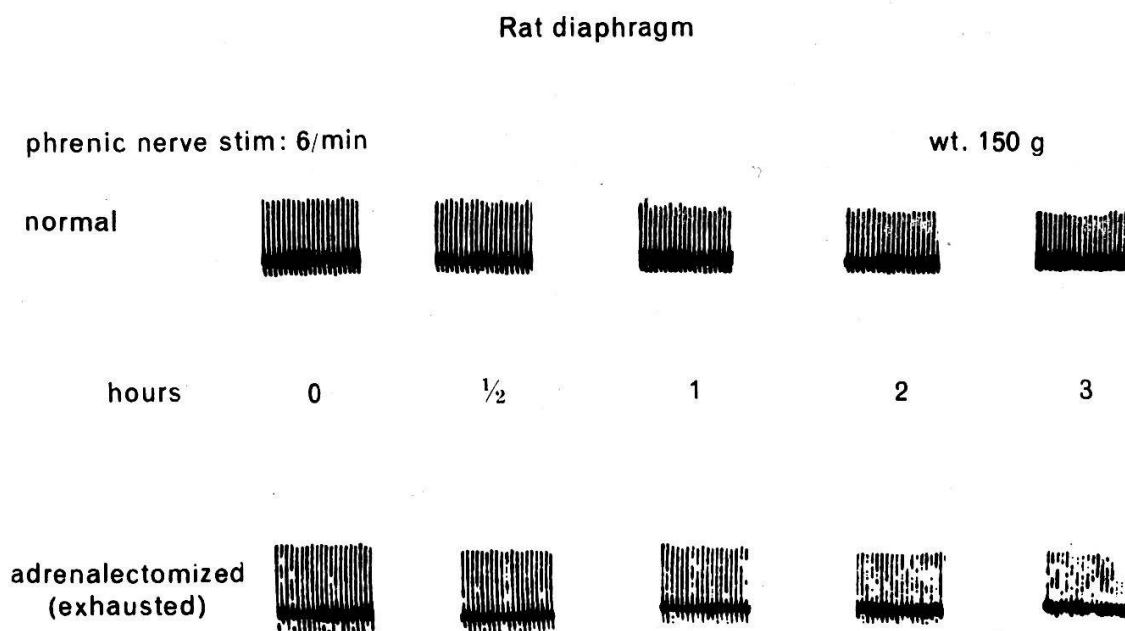 Rat diaphragm
phrenic nerve stim: 6/min wt. 150 g
normal
hours 0 ½ 1 2 3
adrenalectomized
(exhausted)